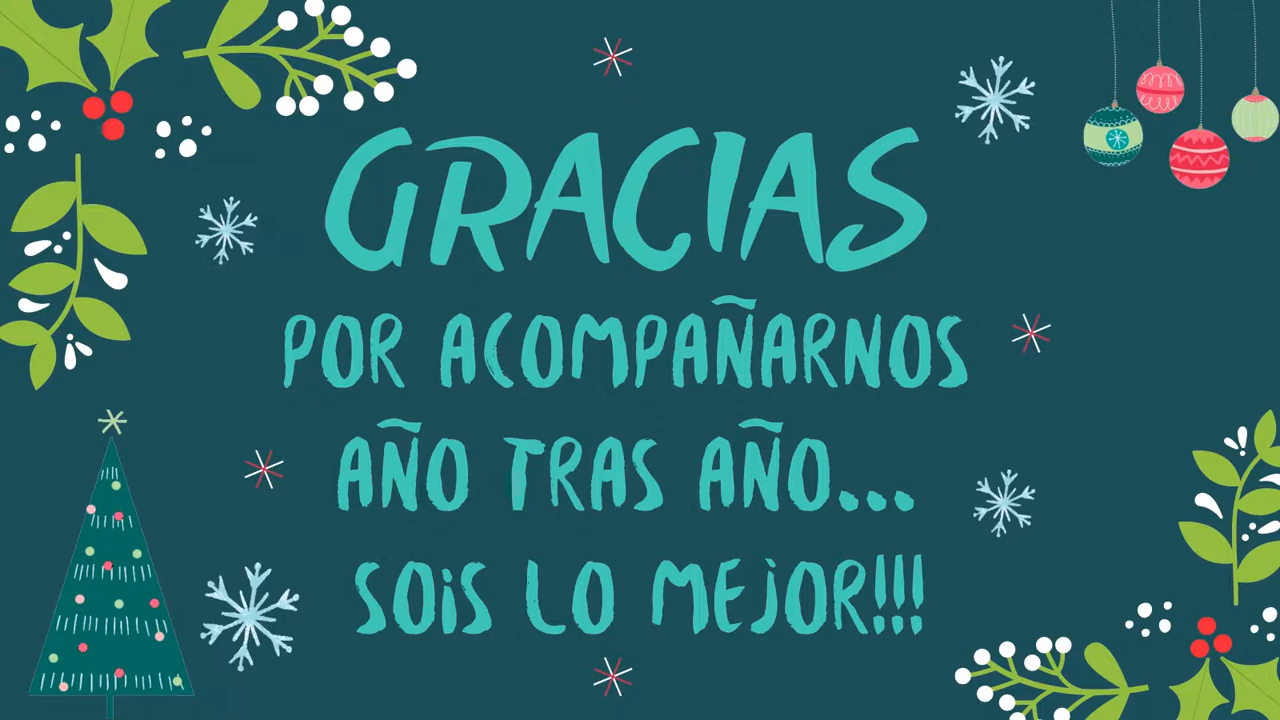 GRACIAS
POR ACOMPAÑARNOS
AÑO TRAS AÑO...
SOiS LO MEJOR!!!